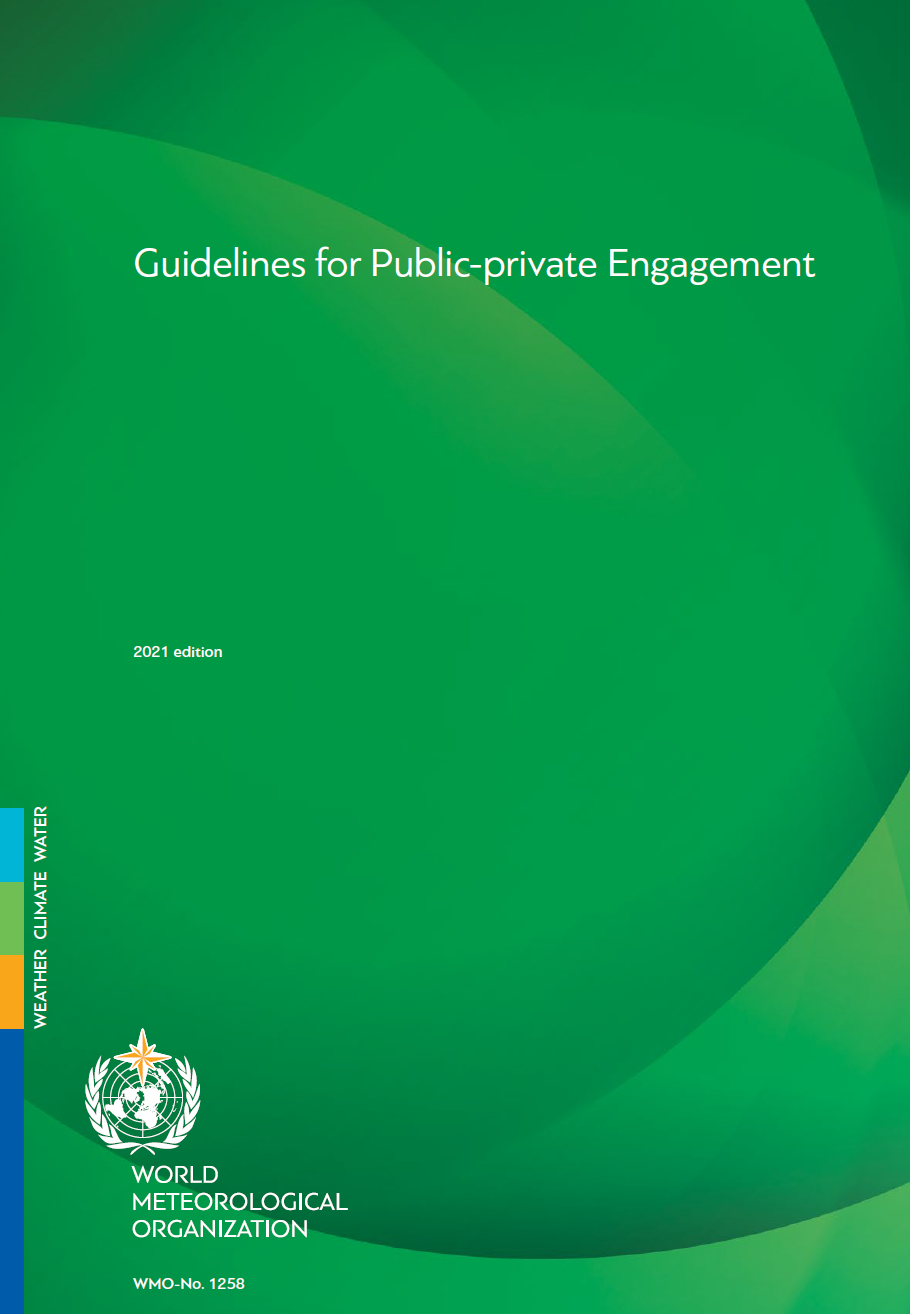 Guidelines for Public-private Engagement
2021 edition
WEATHER CLIMATE WATER
WORLD
METEOROLOGICAL
ORGANIZATION
WMO-No. 1258